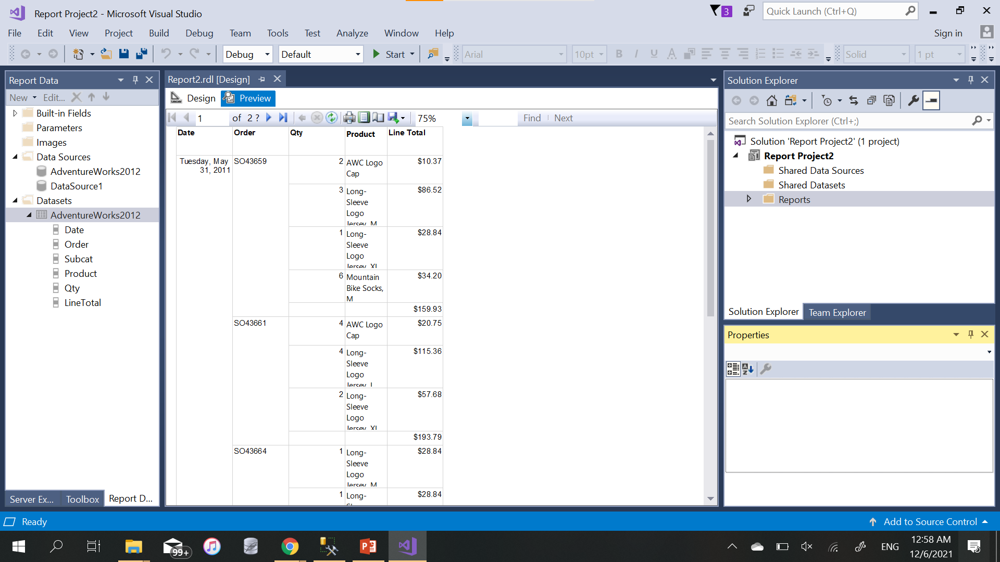 Report Project2 - Microsoft Visual Studio
3
Quick Launch (Ctrl+Q)
File Edit View Project Build Debug Team Tools Test Analyze Window Help
Sign in
Debug Default Start Arial 10pt B I U A Solid 1 pt
Report Data
New Edit...
Built-in Fields
Parameters
Images
Data Sources
AdventureWorks2012
DataSource1
Datasets
AdventureWorks2012
Date
Order
Subcat
Product
Qty
LineTotal
Server Ex... Toolbox Report D...
Report2.rdl [Design]
Design Preview
1 of 2 ? 75% Find Next
Date Order Qty Product Line Total
Tuesday, May 31, 2011 SO43659 2 AWC Logo Cap $10.37
3 Long-Sleeve Logo Jersey, M $86.52
1 Long-Sleeve Logo Jersey, XL $28.84
6 Mountain Bike Socks, M $34.20
$159.93
SO43661 4 AWC Logo Cap $20.75
4 Long-Sleeve Logo Jersey, L $115.36
2 Long-Sleeve Logo Jersey, XL $57.68
$193.79
SO43664 1 Long-Sleeve Logo Jersey, M $28.84
1 Long- $28.84
Solution Explorer
Search Solution Explorer (Ctrl+;)
Solution 'Report Project2' (1 project)
Report Project2
Shared Data Sources
Shared Datasets
Reports
Solution Explorer Team Explorer
Properties
Ready
Add to Source Control
99+
ENG
12:58 AM
12/6/2021